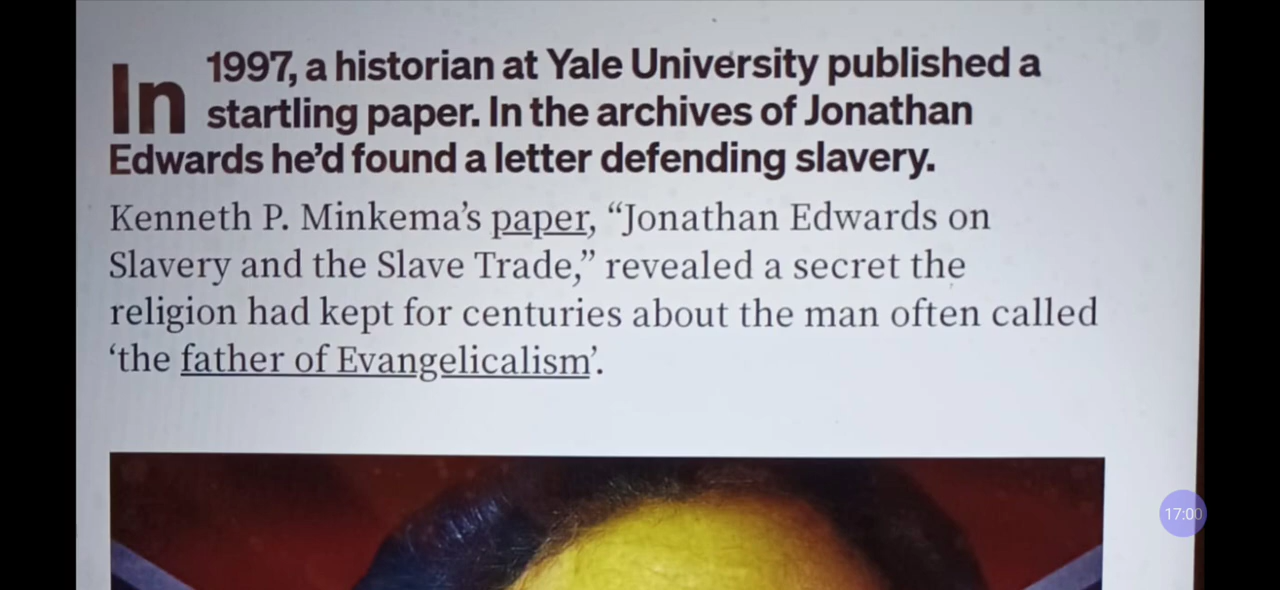 In 1997, a historian at Yale University published a
startling paper. In the archives of Jonathan
Edwards he’d found a letter defending slavery.
Kenneth P. Minkema’s paper, “Jonathan Edwards on
Slavery and the Slave Trade,” revealed a secret the
religion had kept for centuries about the man often called
‘the father of Evangelicalism’.
17:00